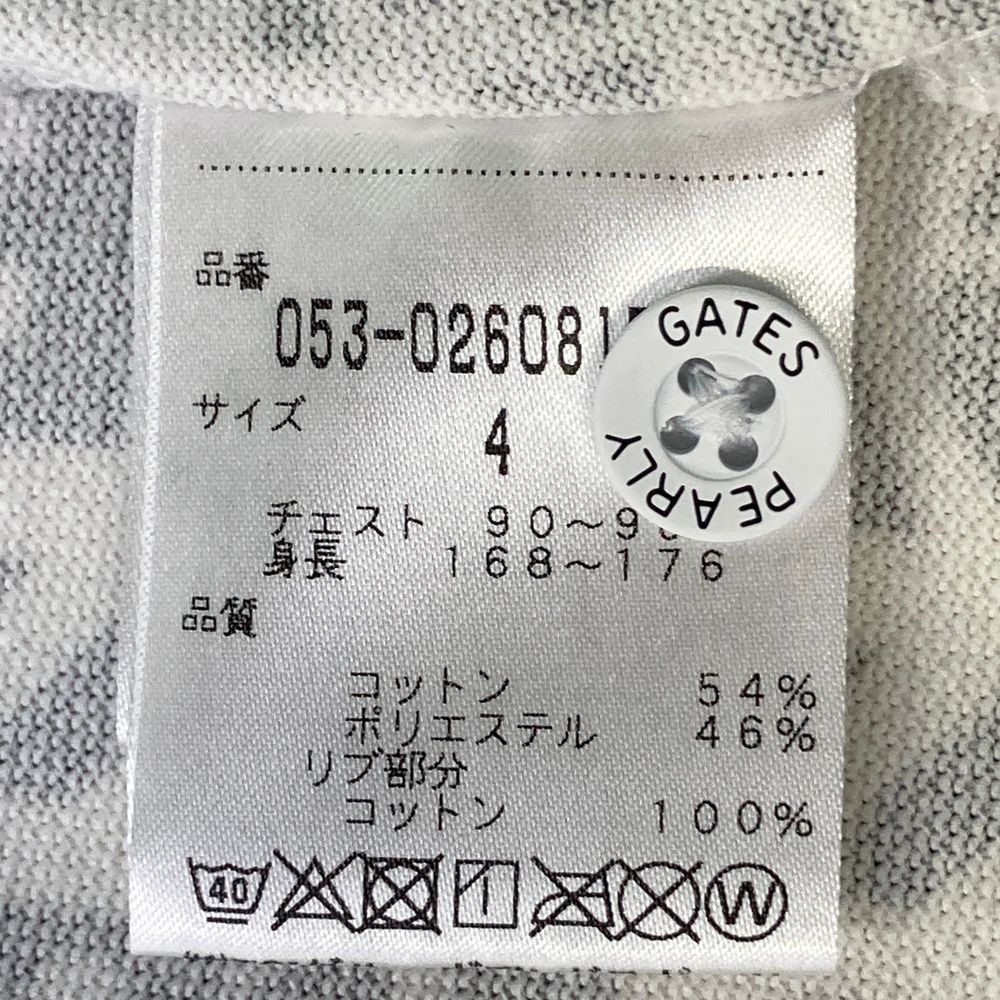 品番
053-026081
サイズ
4
GATES
PEARLY
チェスト 90～9
身長 168～176
品質
コットン 54%
ポリエステル 46%
リブ部分
コットン 100%
40
W